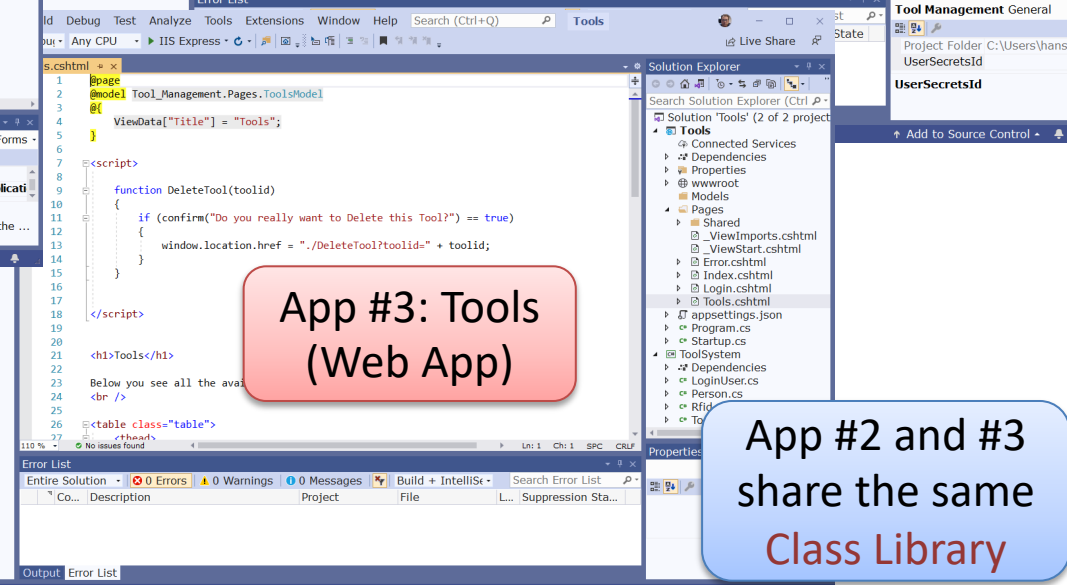 Error List
ld Debug Test Analyze Tools Extensions Window Help Search (Ctrl+Q) Tools
Any CPU IIS Express Live Share
s.cshtml
1 @page
2 @model Tool_Management.Pages.ToolsModel
3 @{
4 ViewData["Title"] = "Tools";
5 }
6
7 <script>
8
9 function DeleteTool(toolid)
10 {
11 if (confirm("Do you really want to Delete this Tool?") == true)
12 {
13 window.location.href = "./DeleteTool?toolid=" + toolid;
14 }
15 }
16
17
18 </script>
19
20
21 <h1>Tools</h1>
22
23 Below you see all the avai
24 <br />
25
26 <table class="table">
27 <thead>
110 % No issues found Ln: 1 Ch: 1 SPC CRLF
App #3: Tools
(Web App)
Error List
Entire Solution 0 Errors 0 Warnings 0 Messages Build + IntelliSe Search Error List
Co... Description Project File L... Suppression Sta...
Output Error List
Solution Explorer
Search Solution Explorer (Ctrl
Solution 'Tools' (2 of 2 project
Tools
Connected Services
Dependencies
Properties
wwwroot
Models
Pages
Shared
_ViewImports.cshtml
_ViewStart.cshtml
Error.cshtml
Index.cshtml
Login.cshtml
Tools.cshtml
appsettings.json
Program.cs
Startup.cs
ToolSystem
Dependencies
LoginUser.cs
Person.cs
Rfid
To
Properties
App #2 and #3
share the same
Class Library
st
State
Tool Management General
Project Folder C:\Users\hans
UserSecretsId
UserSecretsId
Add to Source Control
orms
licati
the ...